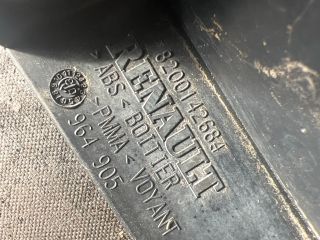 8200142684
RENAULT
>ABS< BOITIER
>PMMA< VOYANT
964 905